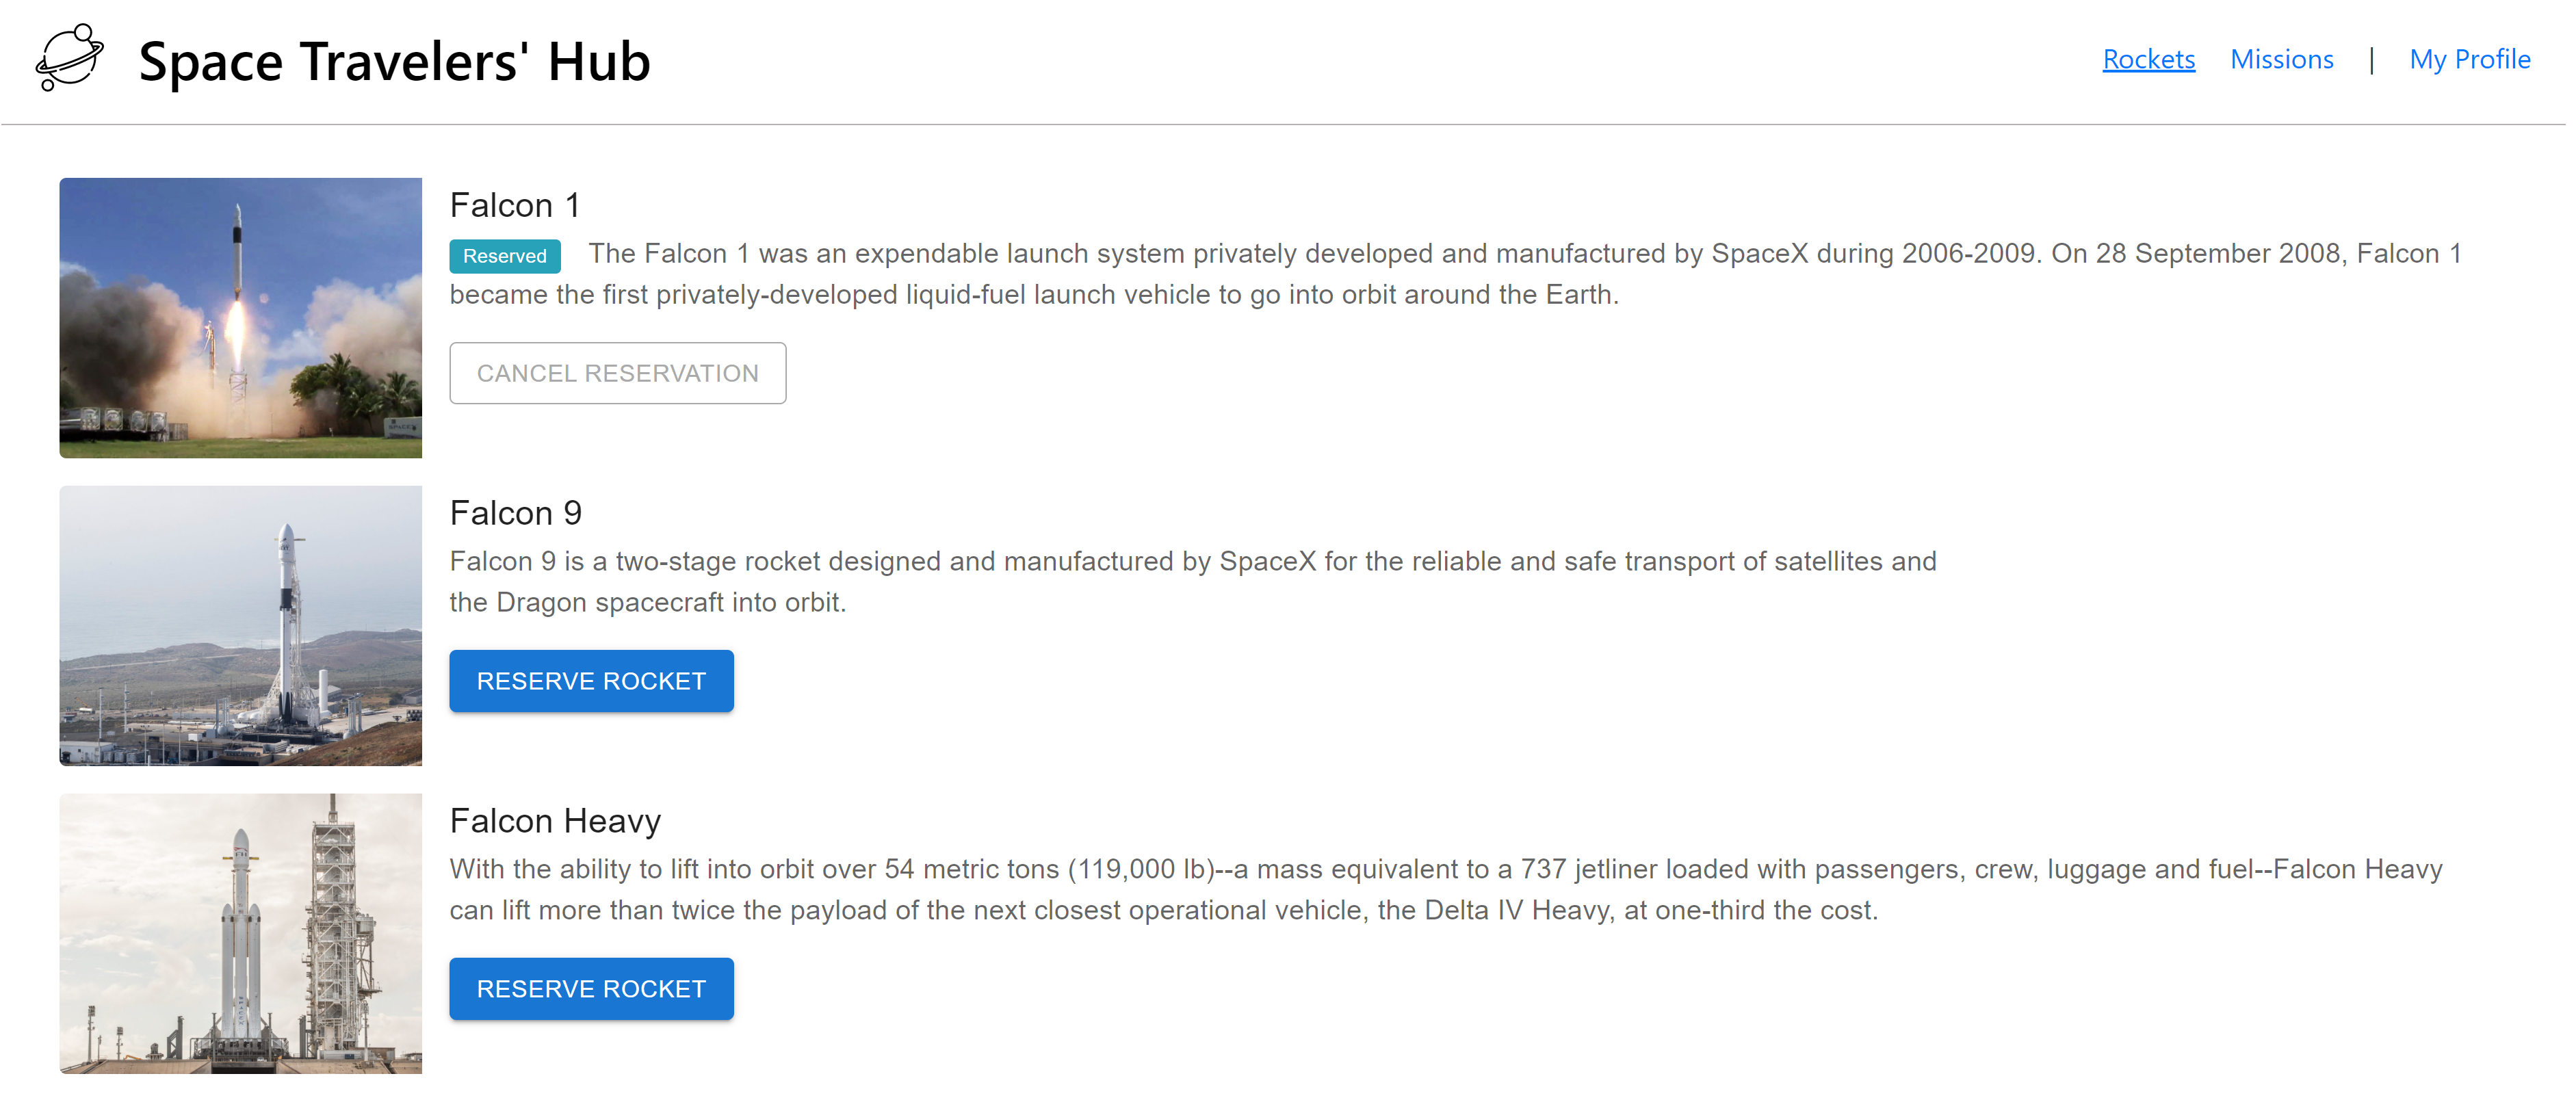 Space Travelers' Hub
Rockets Missions | My Profile
Falcon 1
Reserved The Falcon 1 was an expendable launch system privately developed and manufactured by SpaceX during 2006-2009. On 28 September 2008, Falcon 1
became the first privately-developed liquid-fuel launch vehicle to go into orbit around the Earth.
CANCEL RESERVATION
Falcon 9
Falcon 9 is a two-stage rocket designed and manufactured by SpaceX for the reliable and safe transport of satellites and
the Dragon spacecraft into orbit.
RESERVE ROCKET
Falcon Heavy
With the ability to lift into orbit over 54 metric tons (119,000 lb)--a mass equivalent to a 737 jetliner loaded with passengers, crew, luggage and fuel--Falcon Heavy
can lift more than twice the payload of the next closest operational vehicle, the Delta IV Heavy, at one-third the cost.
RESERVE ROCKET